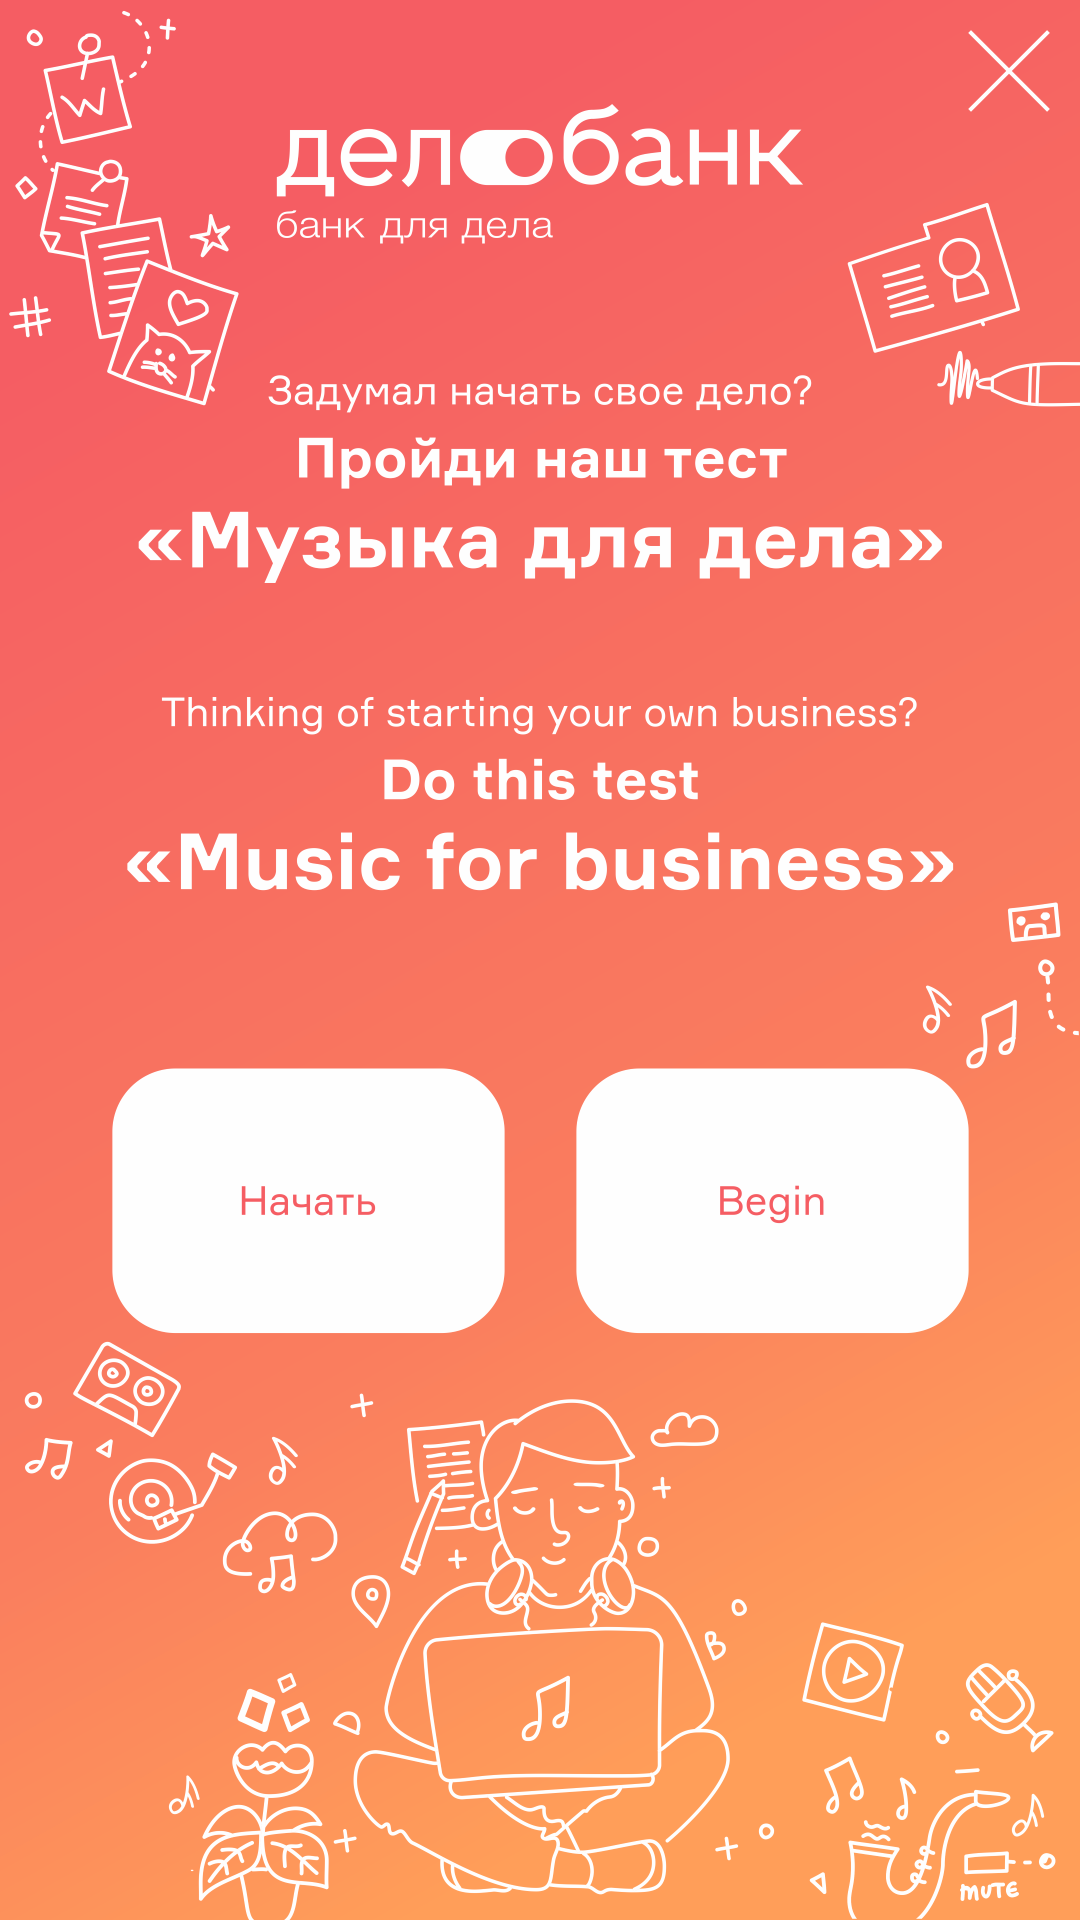 W
делобанк
банк для дела
Задумал начать свое дело?
Пройди наш тест
«Музыка для дела»
Thinking of starting your own business?
Do this test
«Music for business»
Начать
Begin
B
MUTE